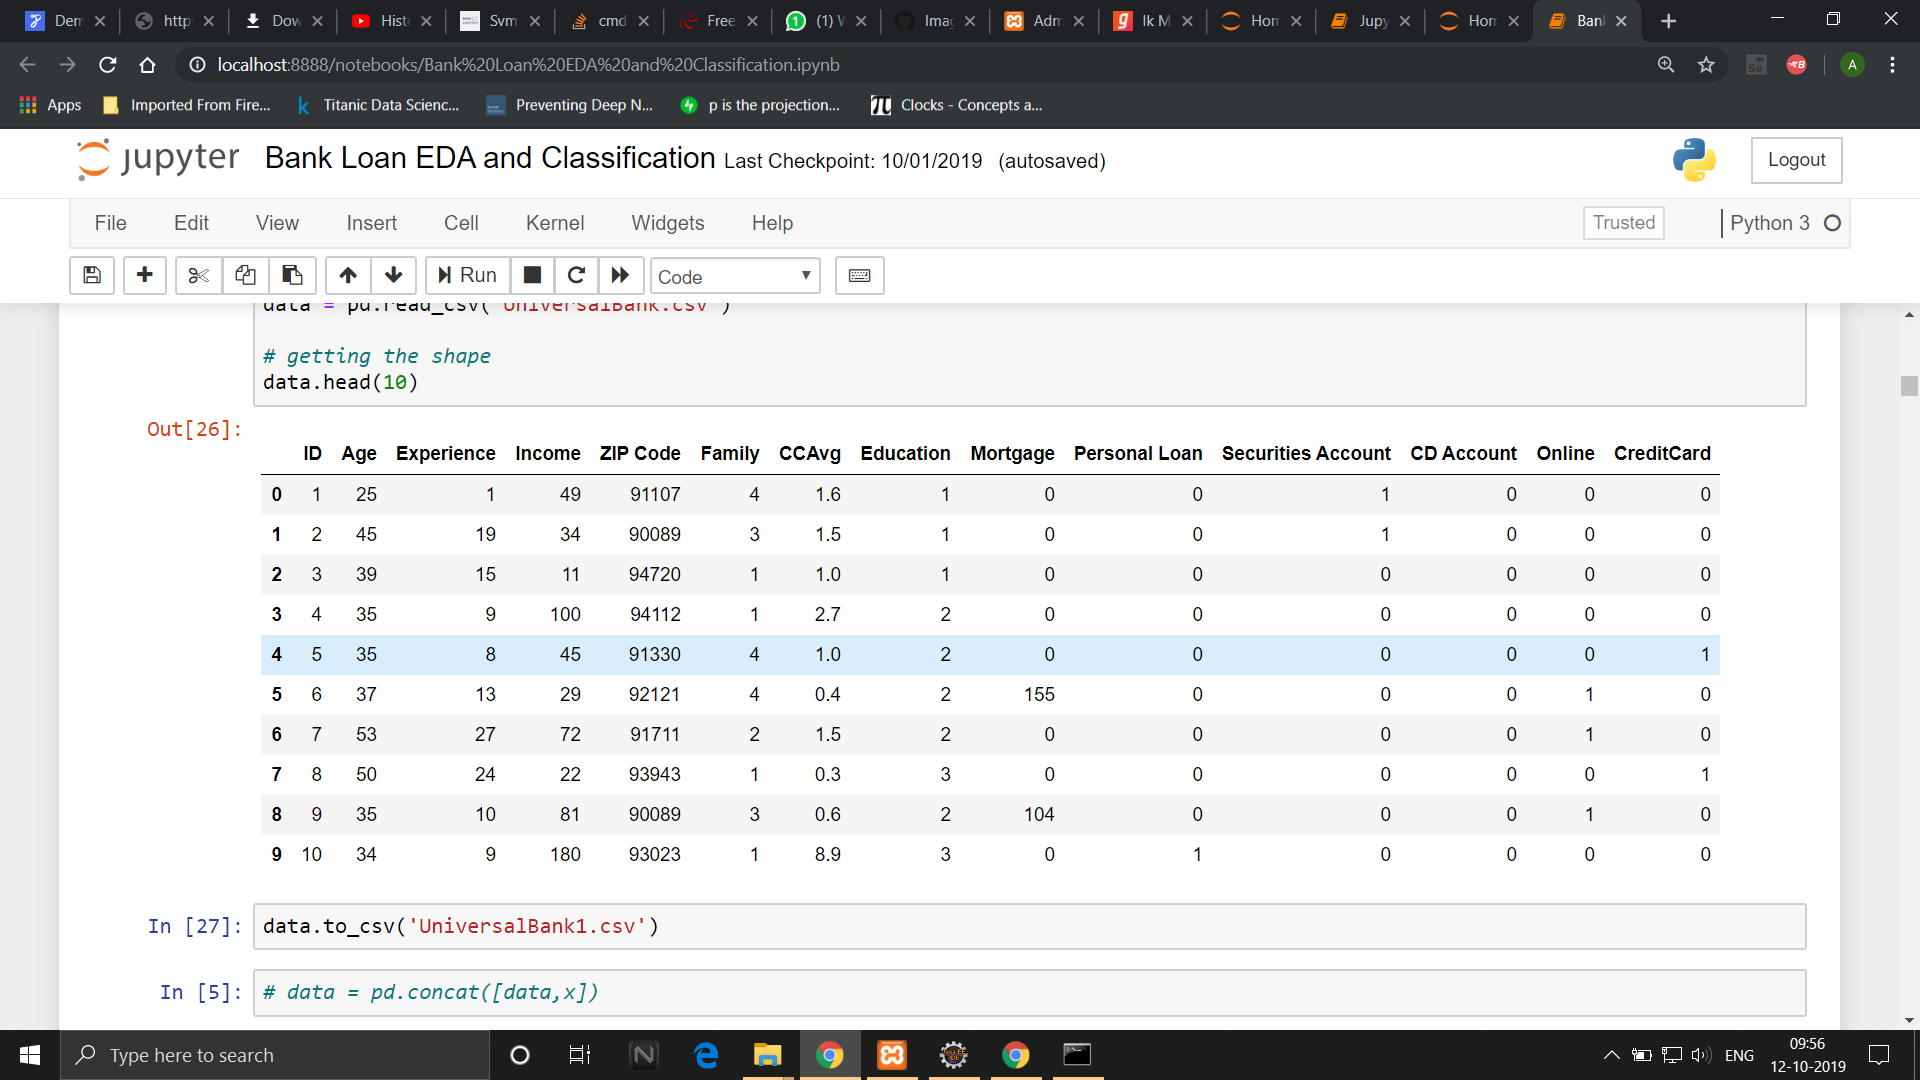 Dem http Dow Hist Svm cmd Free (1) V Ima Adm Ik M Hom Jupy Hom Ban
localhost:8888/notebooks/Bank%20Loan%20EDA%20and%20Classification.ipynb
Apps Imported From Fire... Titanic Data Scienc... Preventing Deep N... p is the projection... Clocks - Concepts a...
jupyter Bank Loan EDA and Classification Last Checkpoint: 10/01/2019 (autosaved)
Logout
File Edit View Insert Cell Kernel Widgets Help Trusted Python 3
Run Code
data = pd.read_csv('UniversalBank.csv')
# getting the shape
data.head(10)
Out[26]:
ID Age Experience Income ZIP Code Family CCAvg Education Mortgage Personal Loan Securities Account CD Account Online CreditCard
0 1 25 1 49 91107 4 1.6 1 0 0 1 0 0 0
1 2 45 19 34 90089 3 1.5 1 0 0 1 0 0 0
2 3 39 15 11 94720 1 1.0 1 0 0 0 0 0 0
3 4 35 9 100 94112 1 2.7 2 0 0 0 0 0 0
4 5 35 8 45 91330 4 1.0 2 0 0 0 0 0 1
5 6 37 13 29 92121 4 0.4 2 155 0 0 0 1 0
6 7 53 27 72 91711 2 1.5 2 0 0 0 0 1 0
7 8 50 24 22 93943 1 0.3 3 0 0 0 0 0 1
8 9 35 10 81 90089 3 0.6 2 104 0 0 0 1 0
9 10 34 9 180 93023 1 8.9 3 0 1 0 0 0 0
In [27]: data.to_csv('UniversalBank1.csv')
In [5]: # data = pd.concat([data,x])
Type here to search
ENG
09:56
12-10-2019